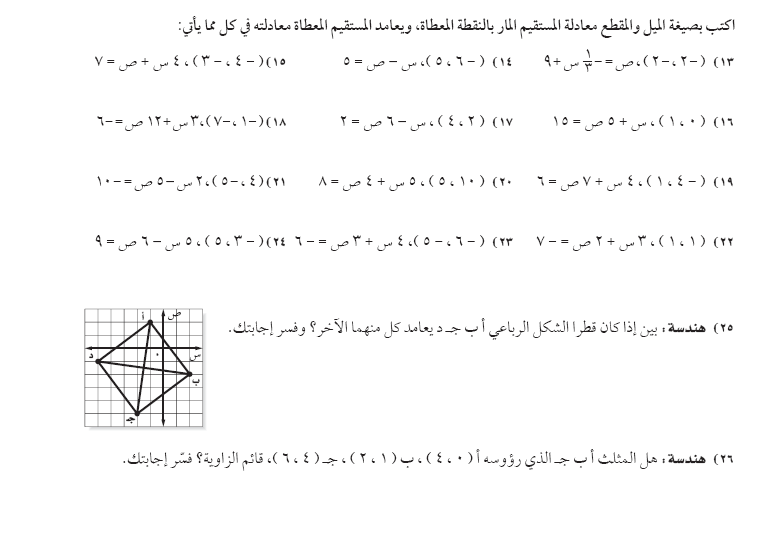 اكتب بصيغة الميل والمقطع معادلة المستقيم المار بالنقطة المعطاة، ويعامد المستقيم المعطاة معادلته في كل مما يأتي:
١٣) (-٢، -٢)، ص = -١/٣ س + ٩ ١٤) (-٦، ٥)، س - ص = ٥ ١٥) (-٤، -٣)، ٤ س + ص = ٧
١٦) (٠، ١)، س + ٥ ص = ١٥ ١٧) (٢، ٤)، س - ٦ ص = ٢ ١٨) (-١، -٧)، ٣ س + ١٢ ص = -٦
١٩) (-٤، ١)، ٤ س + ٧ ص = ٦ ٢٠) (١٠، ٥)، ٥ س + ٤ ص = ٨ ٢١) (٤، -٥)، ٢ س - ٥ ص = -١٠
٢٢) (١، ١)، ٣ س + ٢ ص = -٧ ٢٣) (-٦، -٥)، ٤ س + ٣ ص = -٦ ٢٤) (-٣، ٥)، ٥ س - ٦ ص = ٩
٢٥) هندسة: بين إذا كان قطرا الشكل الرباعي أ ب جـ د يعامد كل منهما الآخر؟ وفسر إجابتك.
ص
أ
س
٠
د
ب
جـ
٢٦) هندسة: هل المثلث أ ب جـ الذي رؤوسه أ (٠، ٤)، ب (١، ٢)، جـ (٤، ٦)، قائم الزاوية؟ فسّر إجابتك.